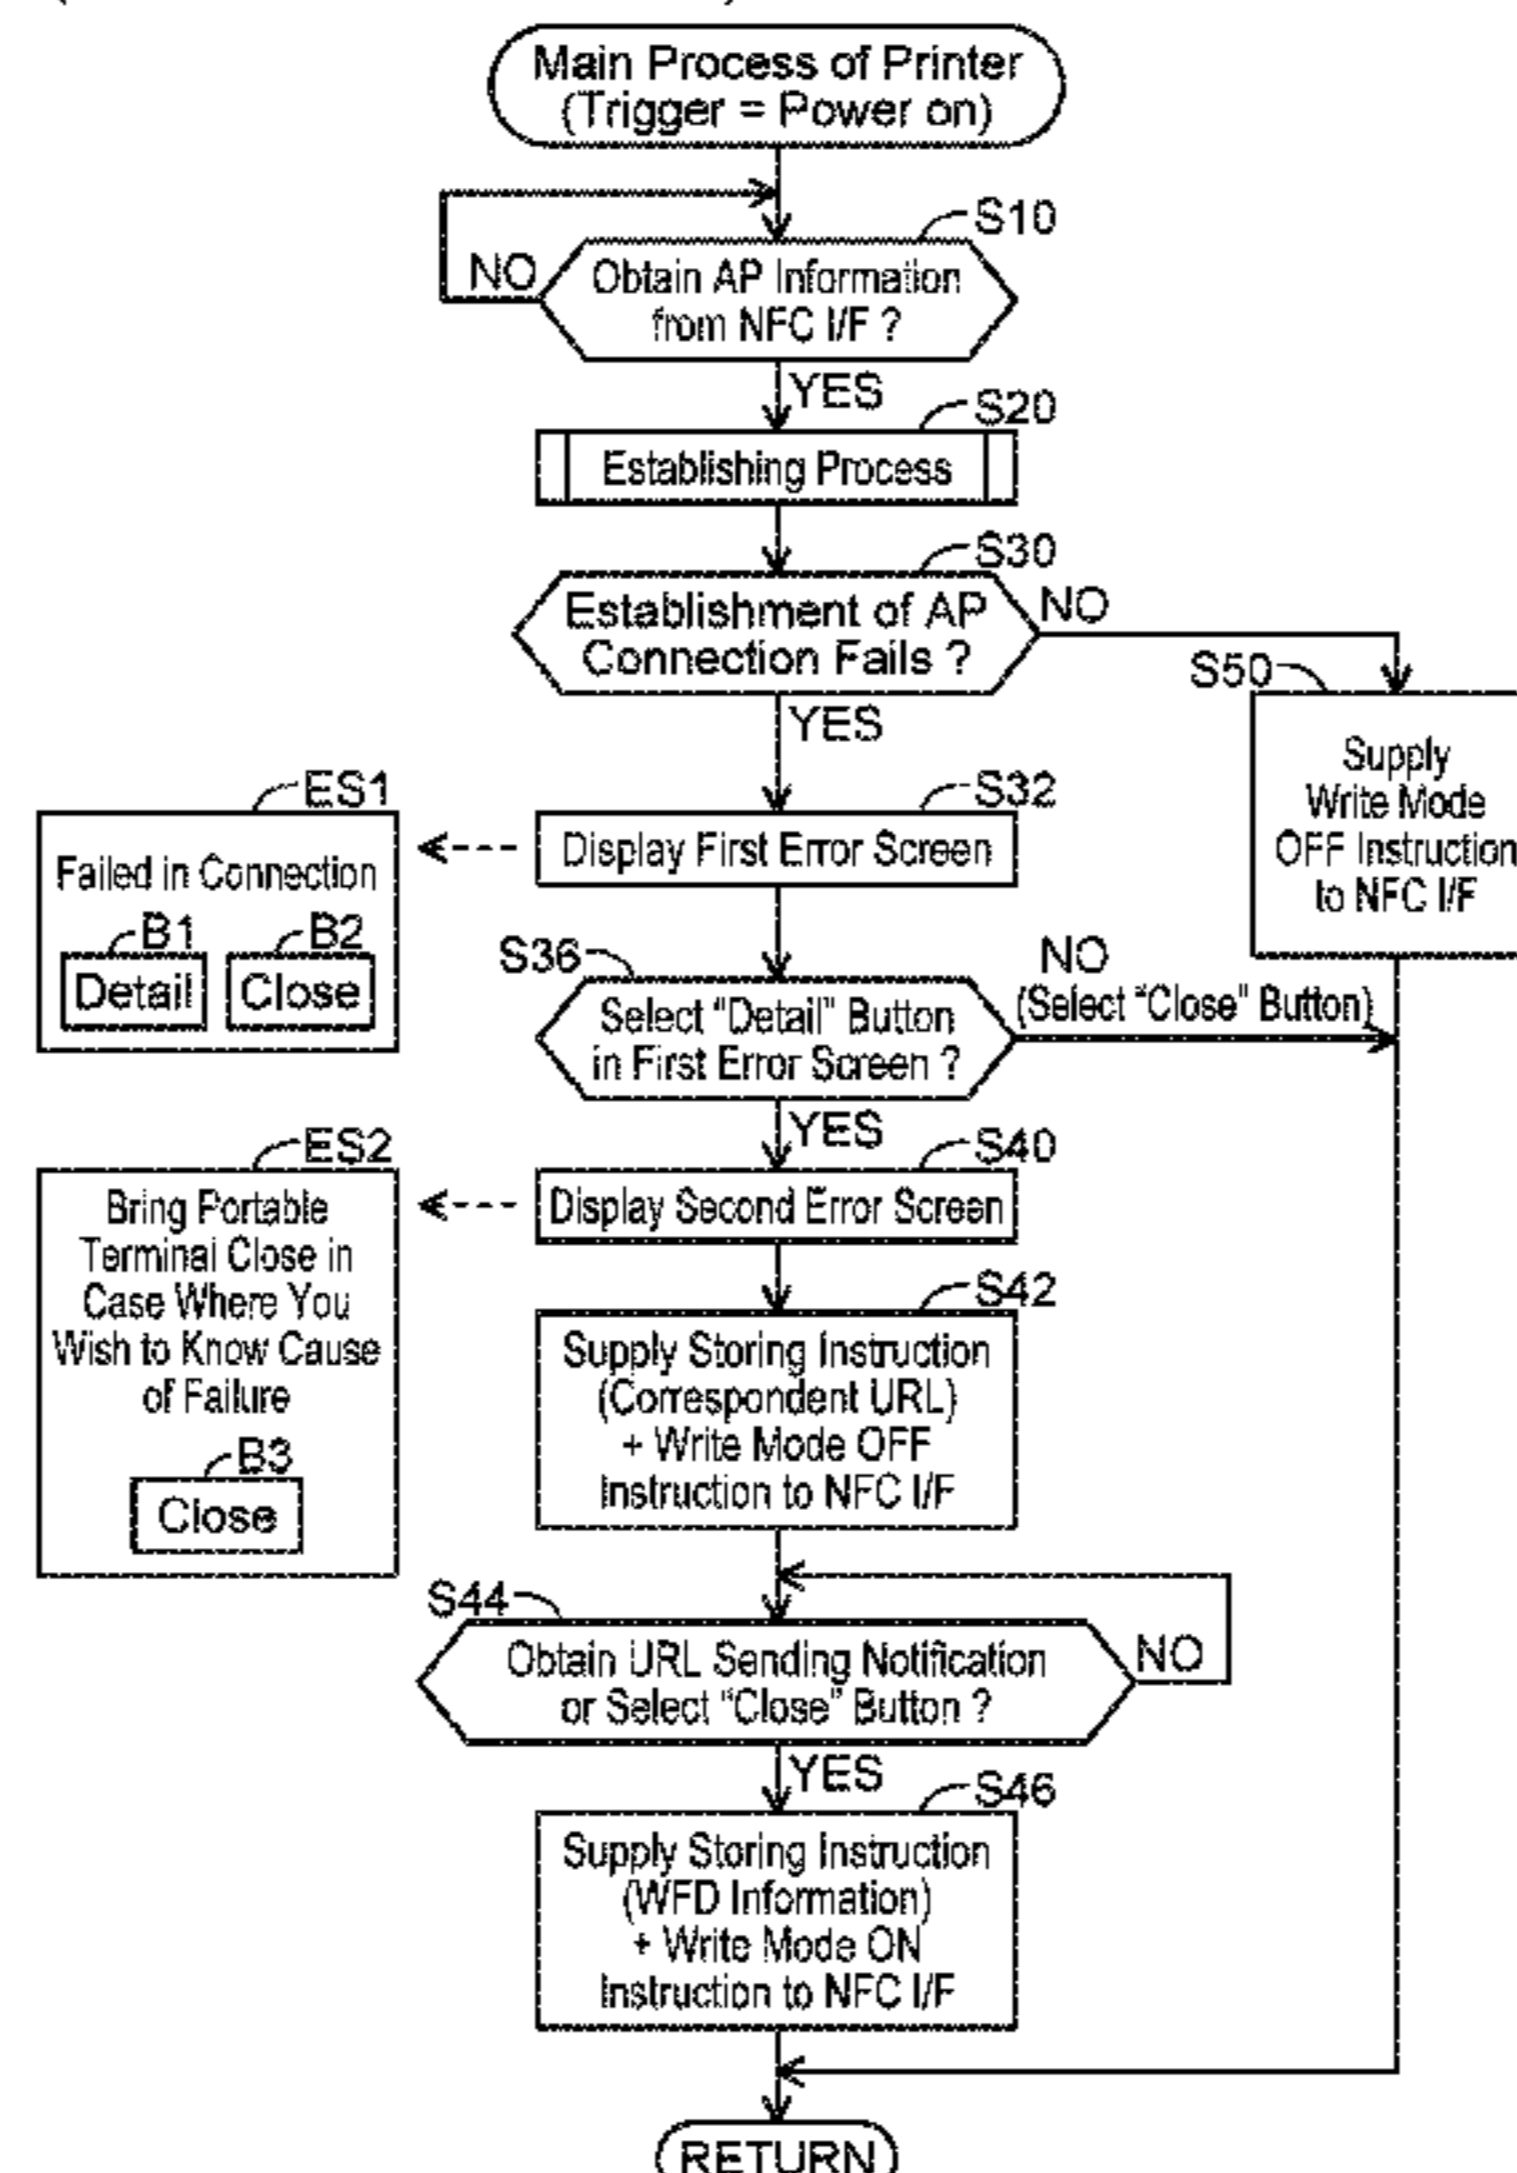 Main Process of Printer
(Trigger = Power on)
S10
NO
Obtain AP Information
from NFC I/F ?
YES
S20
Establishing Process
S30
Establishment of AP
Connection Fails ?
NO
YES
S50
Supply
Write Mode
OFF Instruction
to NFC I/F
ES1
Failed in Connection
B1
B2
Detail
Close
S32
Display First Error Screen
S36
Select "Detail" Button
in First Error Screen ?
NO
(Select "Close" Button)
YES
ES2
Bring Portable
Terminal Close in
Case Where You
Wish to Know Cause
of Failure
B3
Close
S40
Display Second Error Screen
S42
Supply Storing Instruction
(Correspondent URL)
+ Write Mode OFF
Instruction to NFC I/F
S44
Obtain URL Sending Notification
or Select "Close" Button ?
NO
YES
S46
Supply Storing Instruction
(WFD Information)
+ Write Mode ON
Instruction to NFC I/F
RETURN